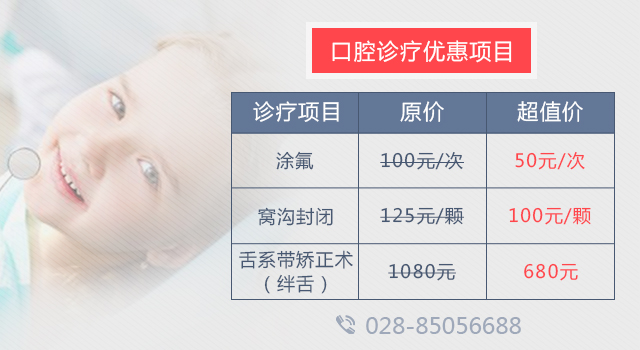 口腔诊疗优惠项目
诊疗项目 原价 超值价
涂氟 100元/次 50元/次
窝沟封闭 125元/颗 100元/颗
舌系带矫正术
（绊舌） 1080元 680元
028-85056688